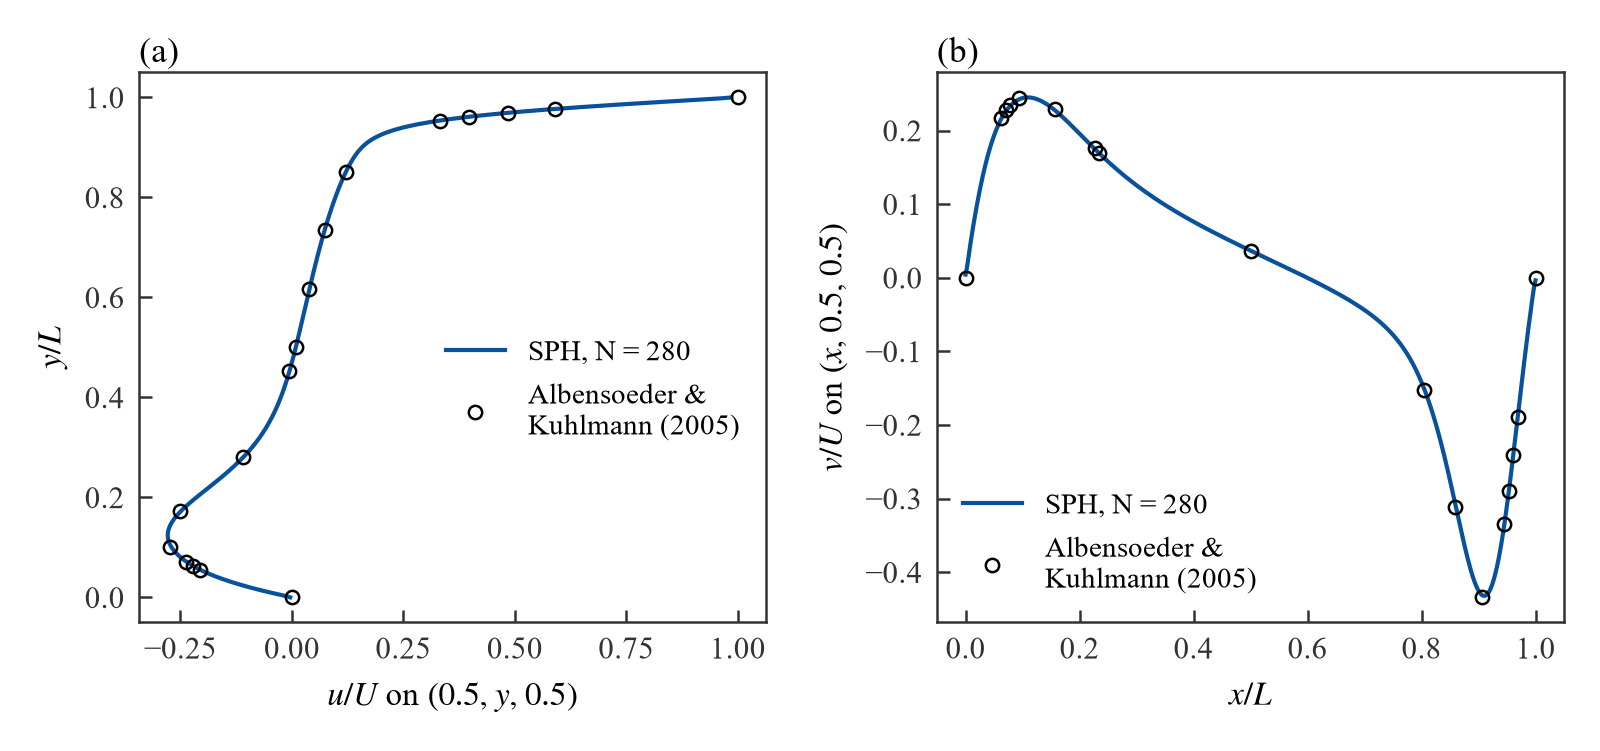 (a)
1.0
0.8
0.6
0.4
0.2
0.0
y/L
−0.25 0.00 0.25 0.50 0.75 1.00
u/U on (0.5, y, 0.5)
SPH, N = 280
Albensoeder &
Kuhlmann (2005)
(b)
0.2
0.1
0.0
−0.1
−0.2
−0.3
−0.4
v/U on (x, 0.5, 0.5)
0.0 0.2 0.4 0.6 0.8 1.0
x/L
SPH, N = 280
Albensoeder &
Kuhlmann (2005)